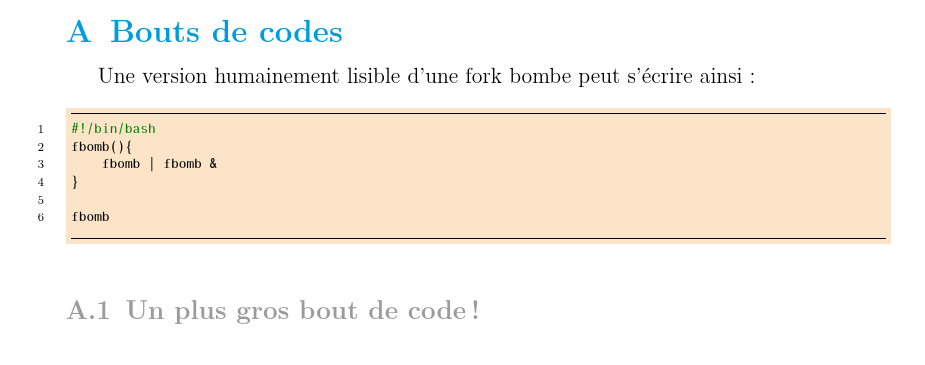 A Bouts de codes
Une version humainement lisible d'une fork bombe peut s'écrire ainsi :
1 #!/bin/bash
2 fbomb(){
3     fbomb | fbomb &
4 }
5
6 fbomb
A.1 Un plus gros bout de code !